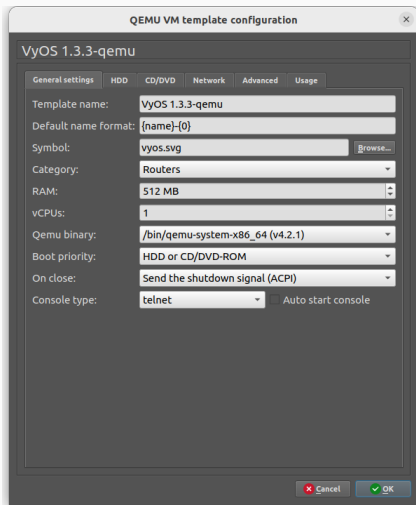 QEMU VM template configuration
VyOS 1.3.3-qemu
General settings HDD CD/DVD Network Advanced Usage
Template name: VyOS 1.3.3-qemu
Default name format: {name}-{0}
Symbol: vyos.svg Browse...
Category: Routers
RAM: 512 MB
vCPUs: 1
Qemu binary: /bin/qemu-system-x86_64 (v4.2.1)
Boot priority: HDD or CD/DVD-ROM
On close: Send the shutdown signal (ACPI)
Console type: telnet Auto start console
Cancel OK